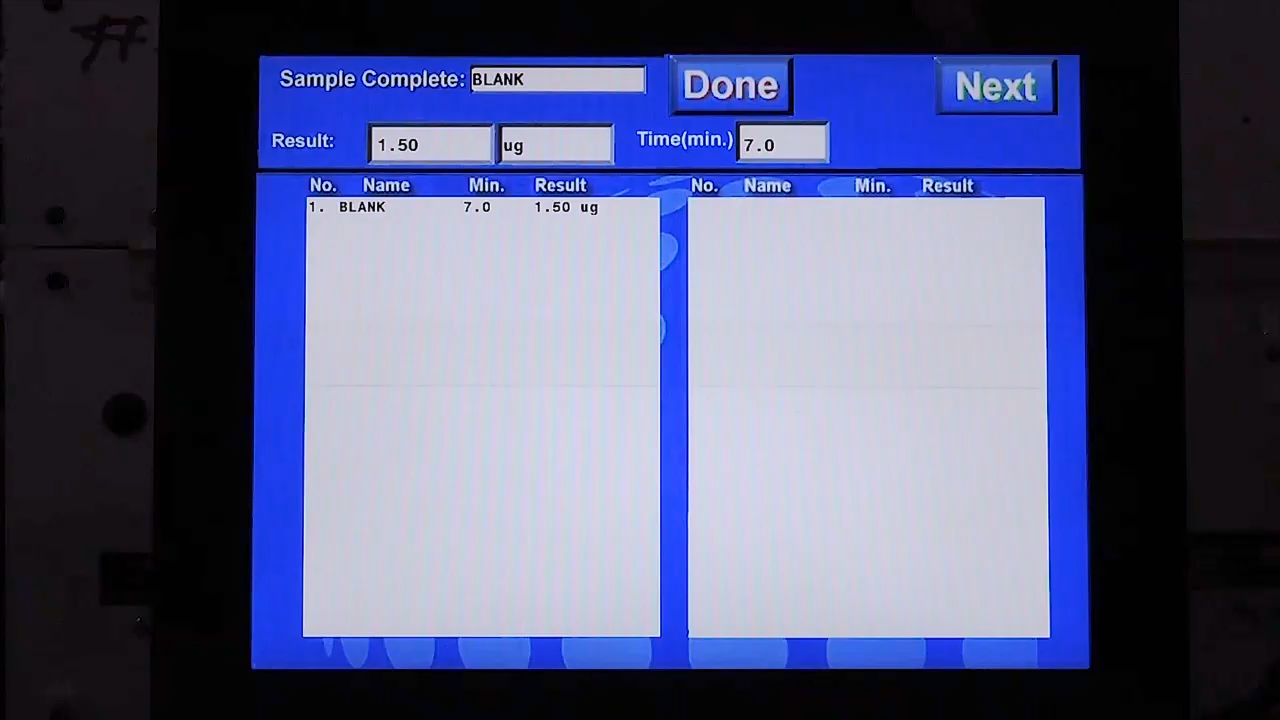 Sample Complete: BLANK Done Next
Result: 1.50 ug Time(min.) 7.0
No. Name Min. Result No. Name Min. Result
1. BLANK 7.0 1.50 ug